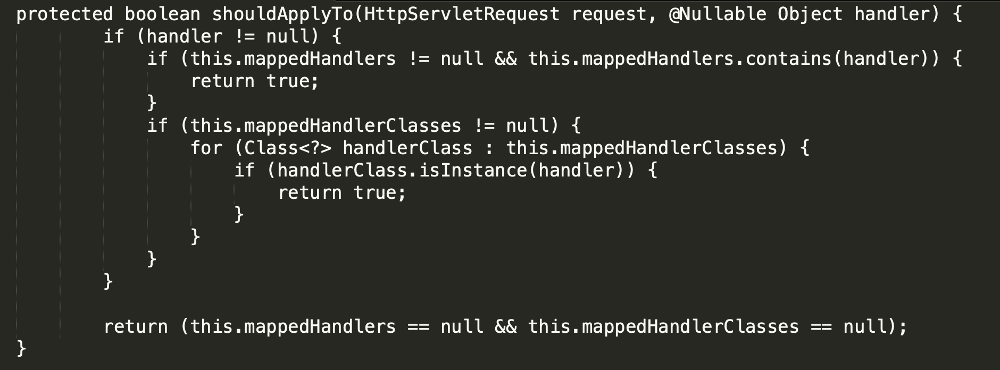 protected boolean shouldApplyTo(HttpServletRequest request, @Nullable Object handler) {
        if (handler != null) {
            if (this.mappedHandlers != null && this.mappedHandlers.contains(handler)) {
                return true;
            }
            if (this.mappedHandlerClasses != null) {
                for (Class<?> handlerClass : this.mappedHandlerClasses) {
                    if (handlerClass.isInstance(handler)) {
                        return true;
                    }
                }
            }
        }

        return (this.mappedHandlers == null && this.mappedHandlerClasses == null);
}